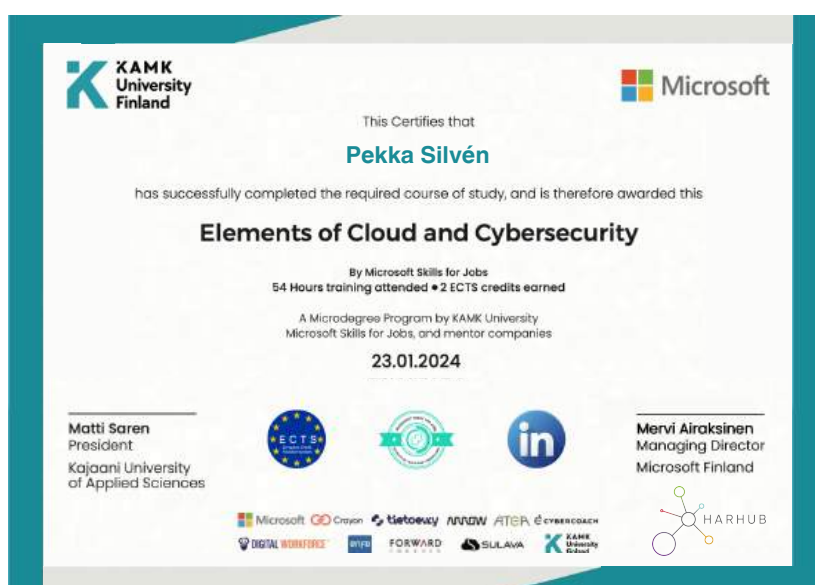 KAMK
University
Finland
Microsoft
This Certifies that
Pekka Silvén
has successfully completed the required course of study, and is therefore awarded this
Elements of Cloud and Cybersecurity
By Microsoft Skills for Jobs
54 Hours training attended • 2 ECTS credits earned
A Microdegree Program by KAMK University
Microsoft Skills for Jobs, and mentor companies
23.01.2024
Matti Saren
President
Kajaani University
of Applied Sciences
ECTS
in
Mervi Airaksinen
Managing Director
Microsoft Finland
HARHUB
Microsoft Crayon tietoevry ARROW ATEA CYBERCOACH
DIGITAL WORKFORCE FORWARD FOREVER SULAVA KAMK
University
Finland